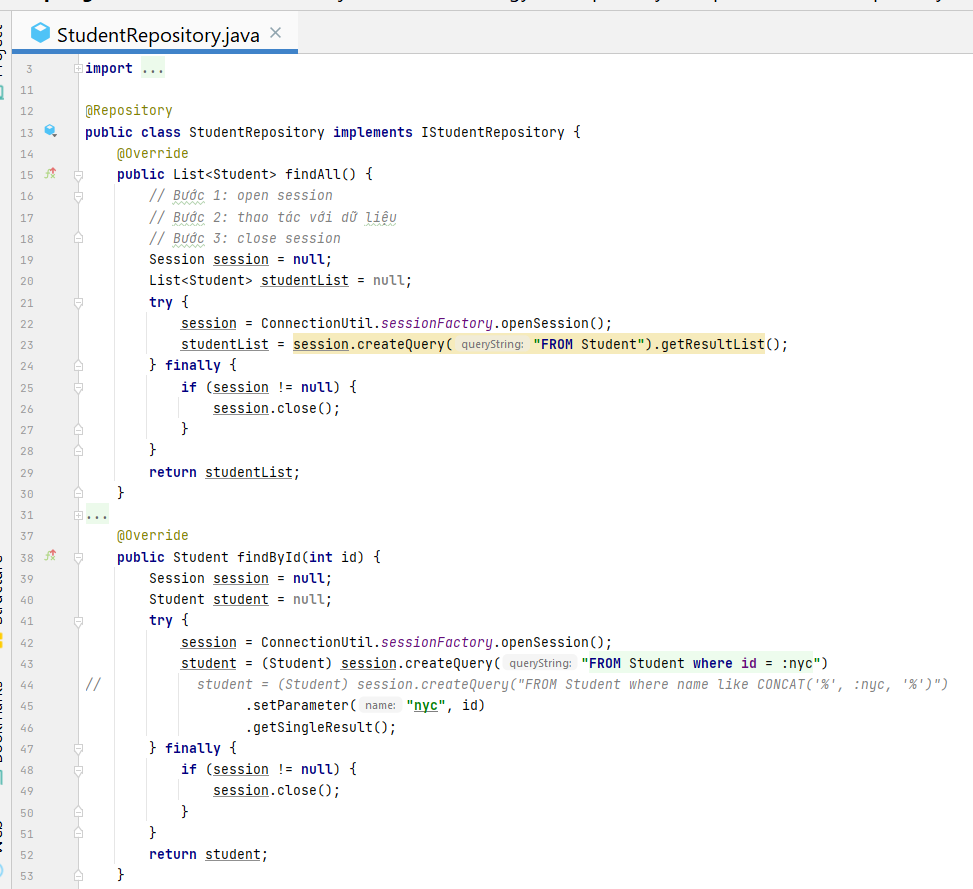 StudentRepository.java
3 import ...
11
12 @Repository
13 public class StudentRepository implements IStudentRepository {
14 @Override
15 public List<Student> findAll() {
16 // Bước 1: open session
17 // Bước 2: thao tác với dữ liệu
18 // Bước 3: close session
19 Session session = null;
20 List<Student> studentList = null;
21 try {
22 session = ConnectionUtil.sessionFactory.openSession();
23 studentList = session.createQuery( queryString: "FROM Student").getResultList();
24 } finally {
25 if (session != null) {
26 session.close();
27 }
28 }
29 return studentList;
30 }
31 ...
37 @Override
38 public Student findById(int id) {
39 Session session = null;
40 Student student = null;
41 try {
42 session = ConnectionUtil.sessionFactory.openSession();
43 student = (Student) session.createQuery( queryString: "FROM Student where id = :nyc")
44 // student = (Student) session.createQuery("FROM Student where name like CONCAT('%', :nyc, '%')")
45 .setParameter( name: "nyc", id)
46 .getSingleResult();
47 } finally {
48 if (session != null) {
49 session.close();
50 }
51 }
52 return student;
53 }